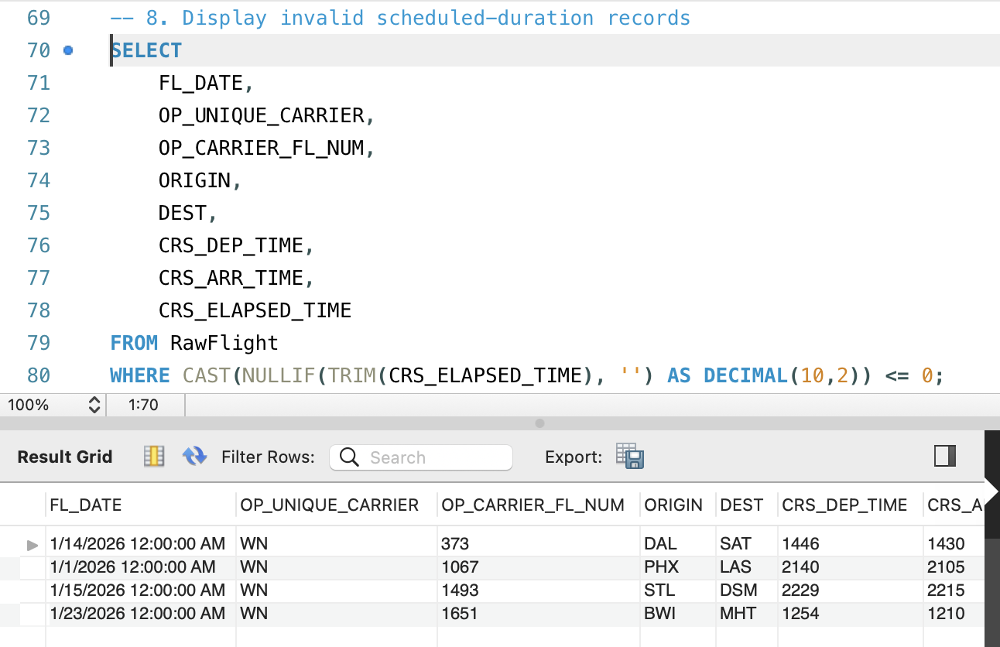 69 -- 8. Display invalid scheduled-duration records
70 SELECT
71 FL_DATE,
72 OP_UNIQUE_CARRIER,
73 OP_CARRIER_FL_NUM,
74 ORIGIN,
75 DEST,
76 CRS_DEP_TIME,
77 CRS_ARR_TIME,
78 CRS_ELAPSED_TIME
79 FROM RawFlight
80 WHERE CAST(NULLIF(TRIM(CRS_ELAPSED_TIME), '') AS DECIMAL(10,2)) <= 0;
100% 1:70
Result Grid Filter Rows: Search Export:
FL_DATE OP_UNIQUE_CARRIER OP_CARRIER_FL_NUM ORIGIN DEST CRS_DEP_TIME CRS_A
1/14/2026 12:00:00 AM WN 373 DAL SAT 1446 1430
1/1/2026 12:00:00 AM WN 1067 PHX LAS 2140 2105
1/15/2026 12:00:00 AM WN 1493 STL DSM 2229 2215
1/23/2026 12:00:00 AM WN 1651 BWI MHT 1254 1210